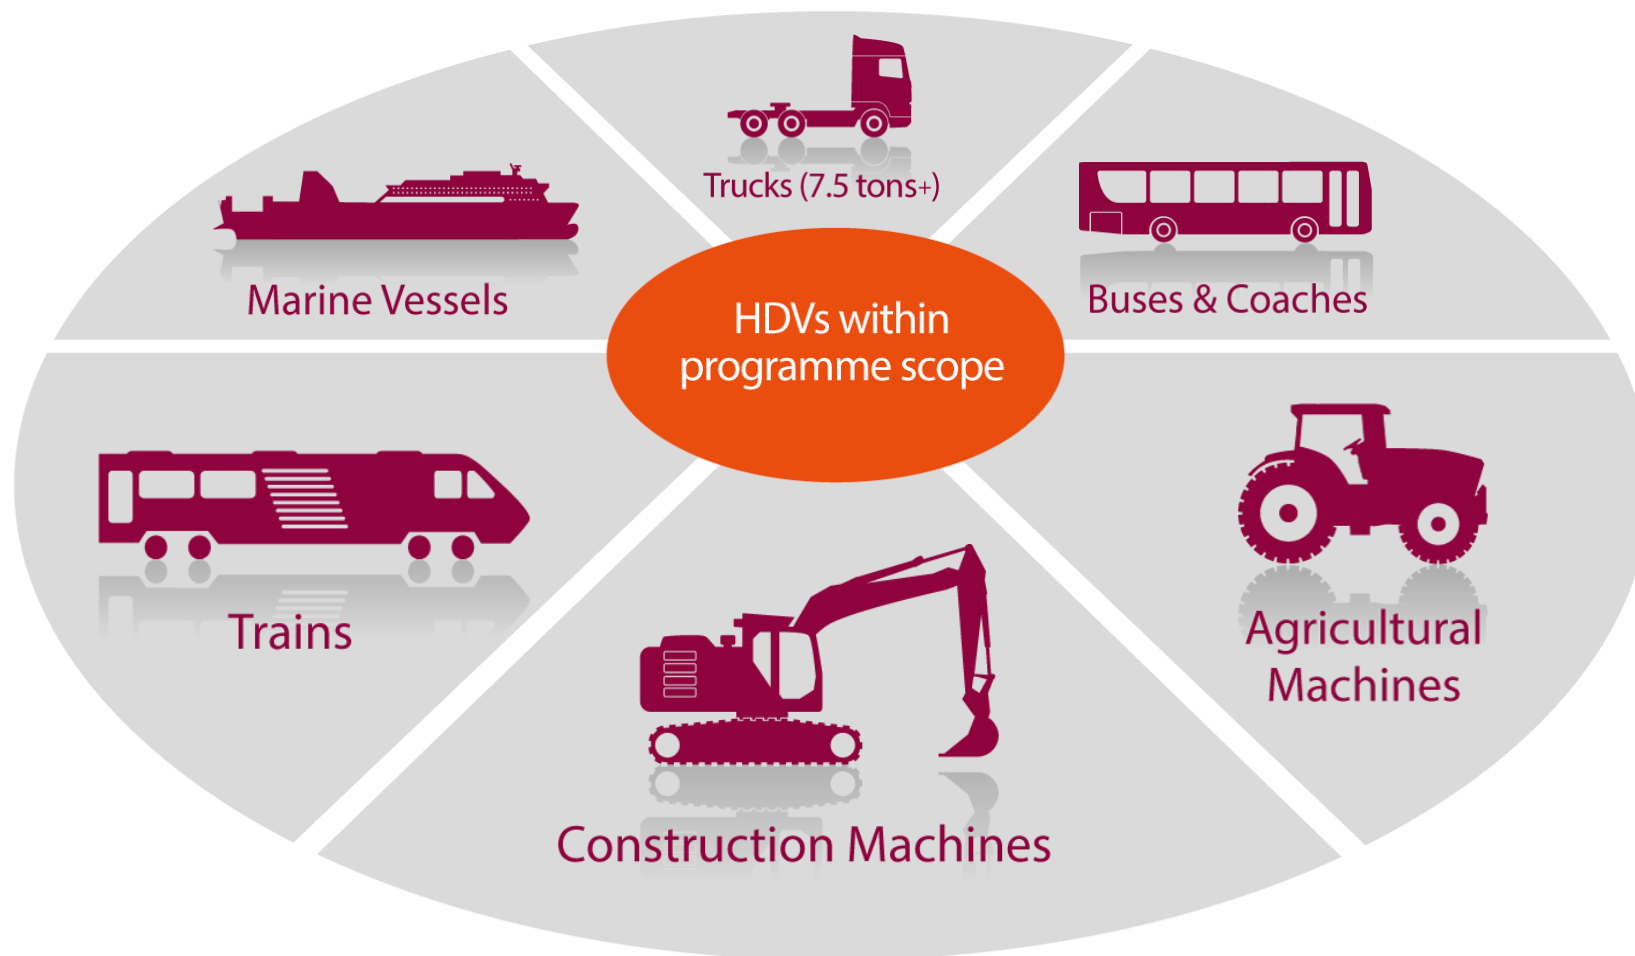 Trucks (7.5 tons+)
Marine Vessels
Buses & Coaches
HDVs within
programme scope
Trains
Agricultural
Machines
Construction Machines